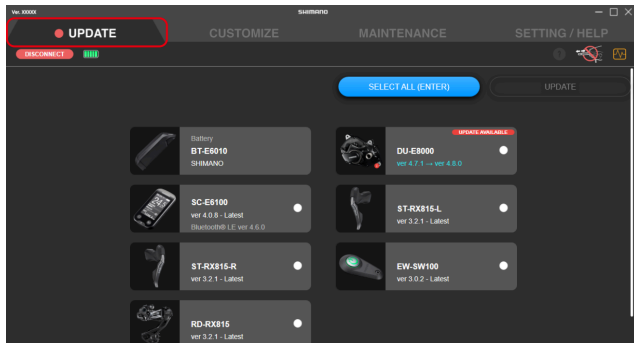 Ver. XXXXX
SHIMANO
UPDATE
CUSTOMIZE
MAINTENANCE
SETTING / HELP
DISCONNECT
?
SELECT ALL (ENTER)
UPDATE
Battery
BT-E6010
SHIMANO
UPDATE AVAILABLE
DU-E8000
ver 4.7.1 → ver 4.8.0
SC-E6100
ver 4.0.8 - Latest
Bluetooth® LE ver 4.6.0
ST-RX815-L
ver 3.2.1 - Latest
ST-RX815-R
ver 3.2.1 - Latest
EW-SW100
ver 3.0.2 - Latest
RD-RX815
ver 3.2.1 - Latest